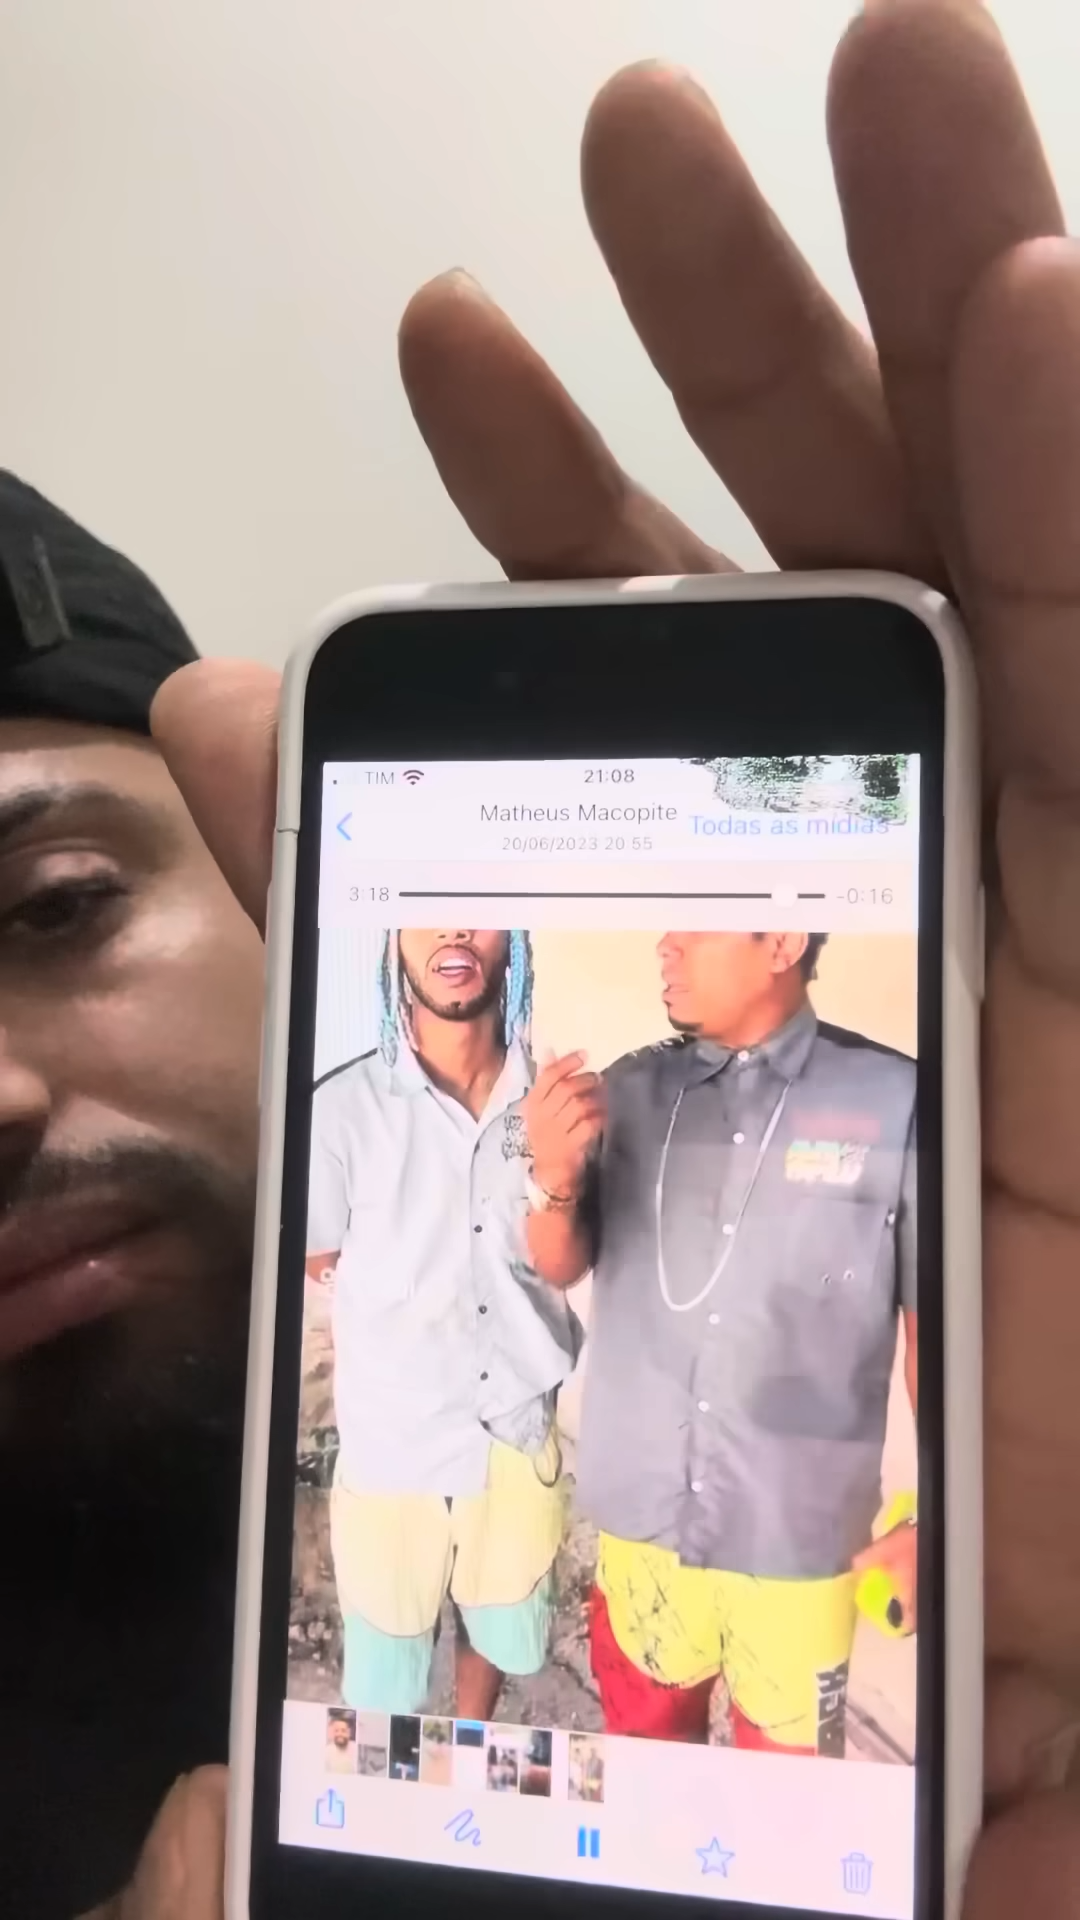 TIM 21:08
Matheus Macopite
Todas as mídias
20/06/2023 20:55
3:18 -0:16